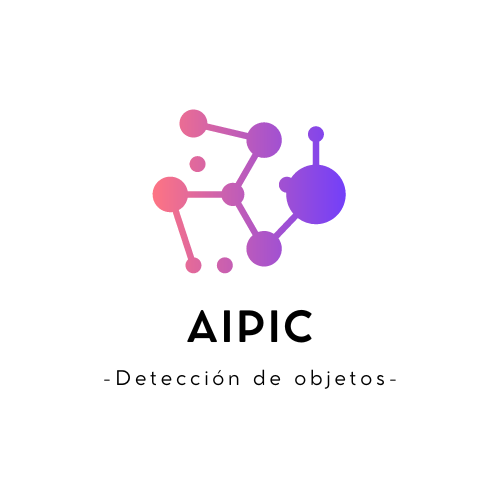 AIPIC
-Detección de objetos-